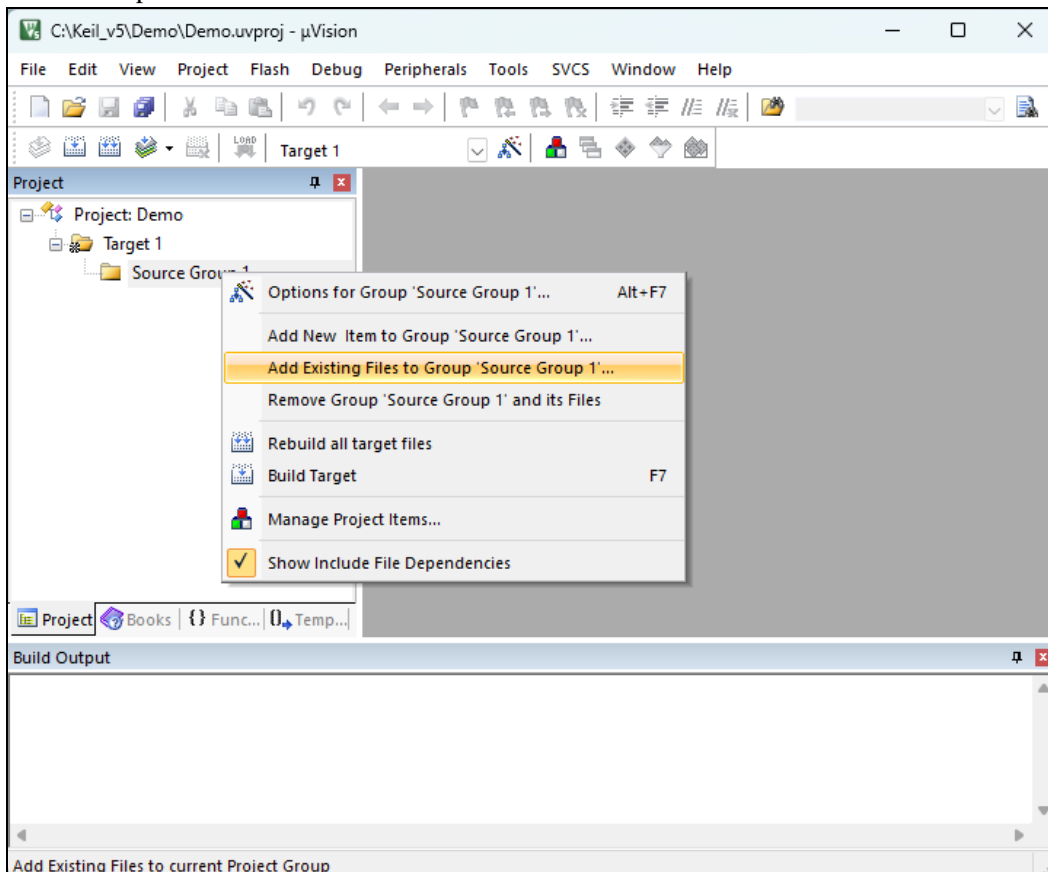 C:\Keil_v5\Demo\Demo.uvproj - µVision
File Edit View Project Flash Debug Peripherals Tools SVCS Window Help
LOAD Target 1
Project
Project: Demo
Target 1
Source Group 1
Options for Group 'Source Group 1'... Alt+F7
Add New Item to Group 'Source Group 1'...
Add Existing Files to Group 'Source Group 1'...
Remove Group 'Source Group 1' and its Files
Rebuild all target files
Build Target F7
Manage Project Items...
Show Include File Dependencies
Project Books {} Func... 0 Temp...
Build Output
Add Existing Files to current Project Group